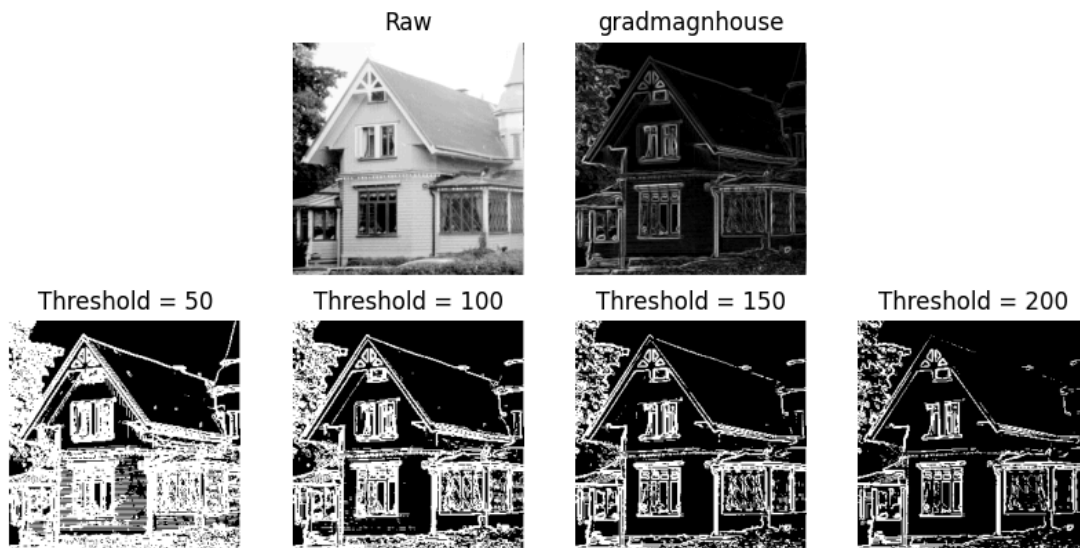 Raw
gradmagnhouse
Threshold = 50
Threshold = 100
Threshold = 150
Threshold = 200